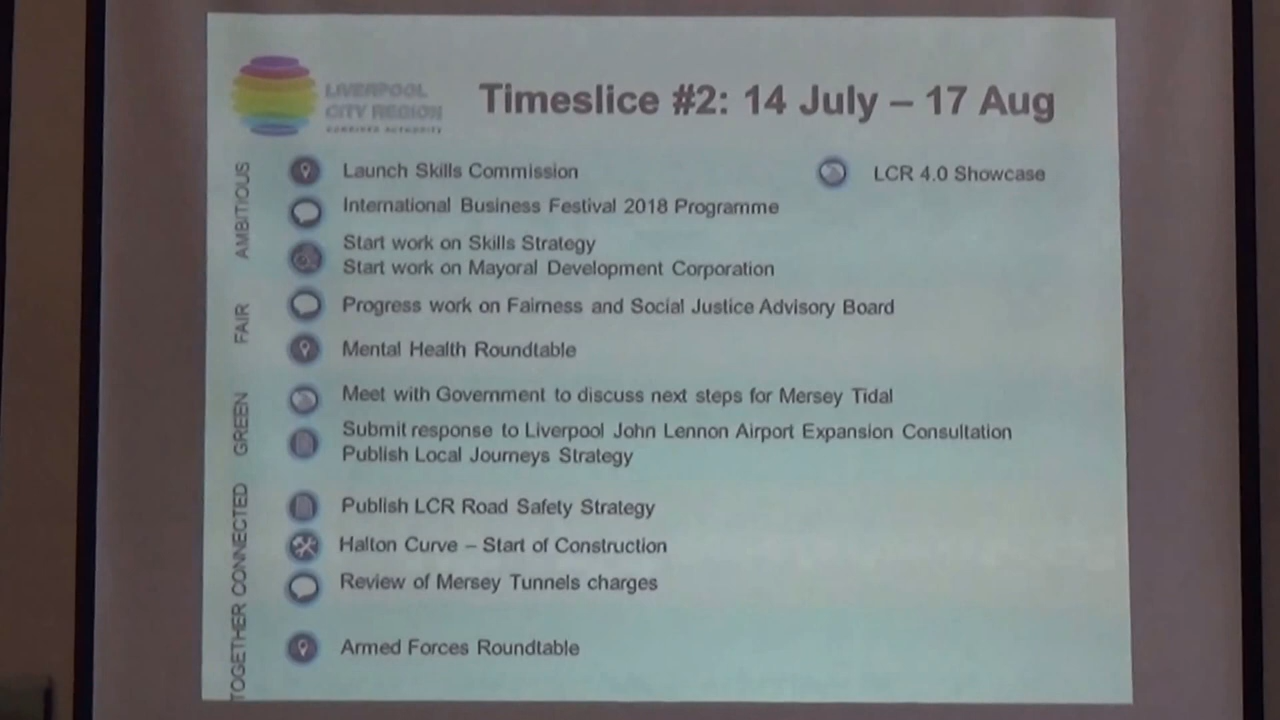 LIVERPOOL
CITY REGION
COMBINED AUTHORITY
Timeslice #2: 14 July – 17 Aug
AMBITIOUS
Launch Skills Commission
LCR 4.0 Showcase
International Business Festival 2018 Programme
Start work on Skills Strategy
Start work on Mayoral Development Corporation
FAIR
Progress work on Fairness and Social Justice Advisory Board
Mental Health Roundtable
GREEN
Meet with Government to discuss next steps for Mersey Tidal
Submit response to Liverpool John Lennon Airport Expansion Consultation
Publish Local Journeys Strategy
CONNECTED
Publish LCR Road Safety Strategy
Halton Curve – Start of Construction
Review of Mersey Tunnels charges
TOGETHER
Armed Forces Roundtable